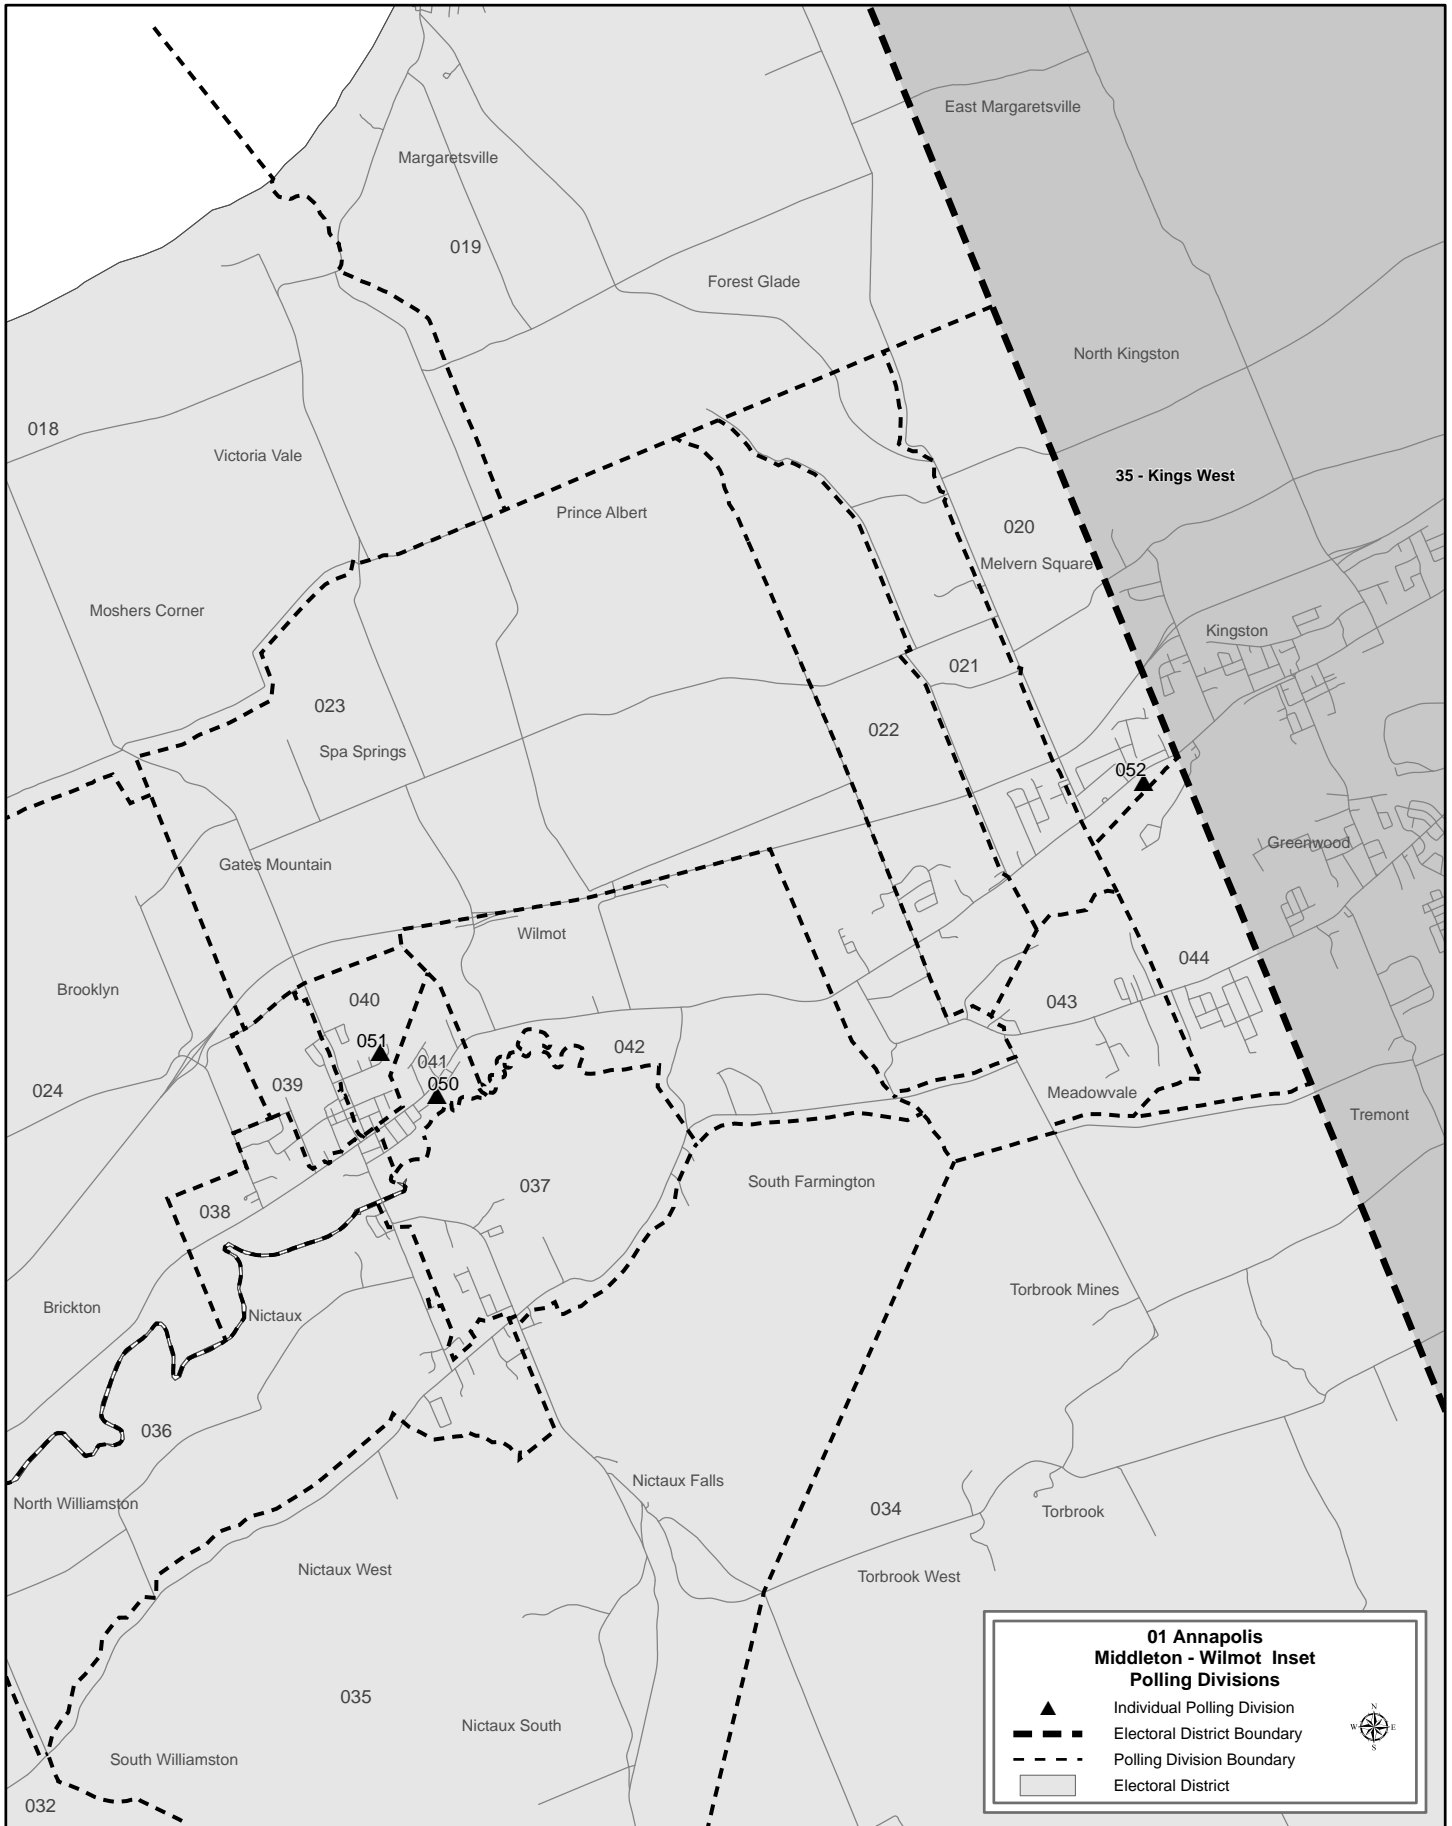 East Margaretsville
Margaretsville
019
Forest Glade
North Kingston
018
Victoria Vale
35 - Kings West
Prince Albert
020
Melvern Square
Moshers Corner
Kingston
021
023
022
Spa Springs
052
Greenwood
Gates Mountain
Wilmot
044
Brooklyn
040
043
051
042
041
050
039
024
Meadowvale
Tremont
South Farmington
037
038
Torbrook Mines
Brickton
Nictaux
036
Nictaux Falls
North Williamston
034
Torbrook
Nictaux West
Torbrook West
035
Nictaux South
South Williamston
032
01 Annapolis
Middleton - Wilmot Inset
Polling Divisions
Individual Polling Division
Electoral District Boundary
Polling Division Boundary
Electoral District
N
W E
S